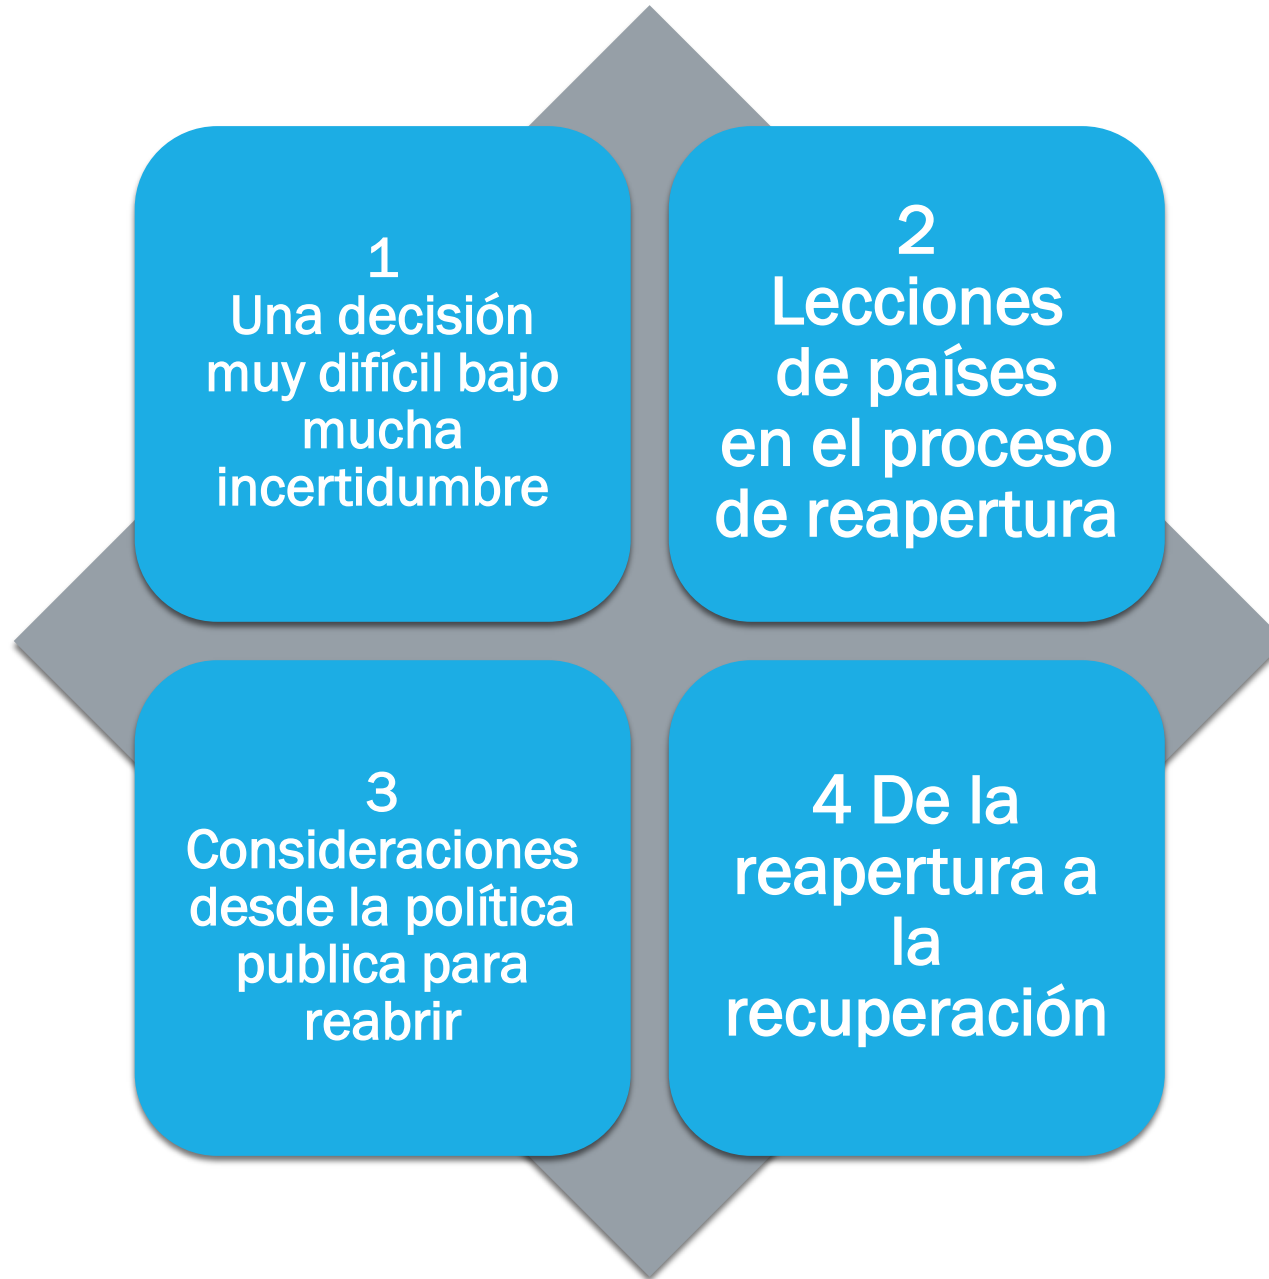 1
Una decisión
muy difícil bajo
mucha
incertidumbre
2
Lecciones
de países
en el proceso
de reapertura
3
Consideraciones
desde la política
publica para
reabrir
4 De la
reapertura a
la
recuperación